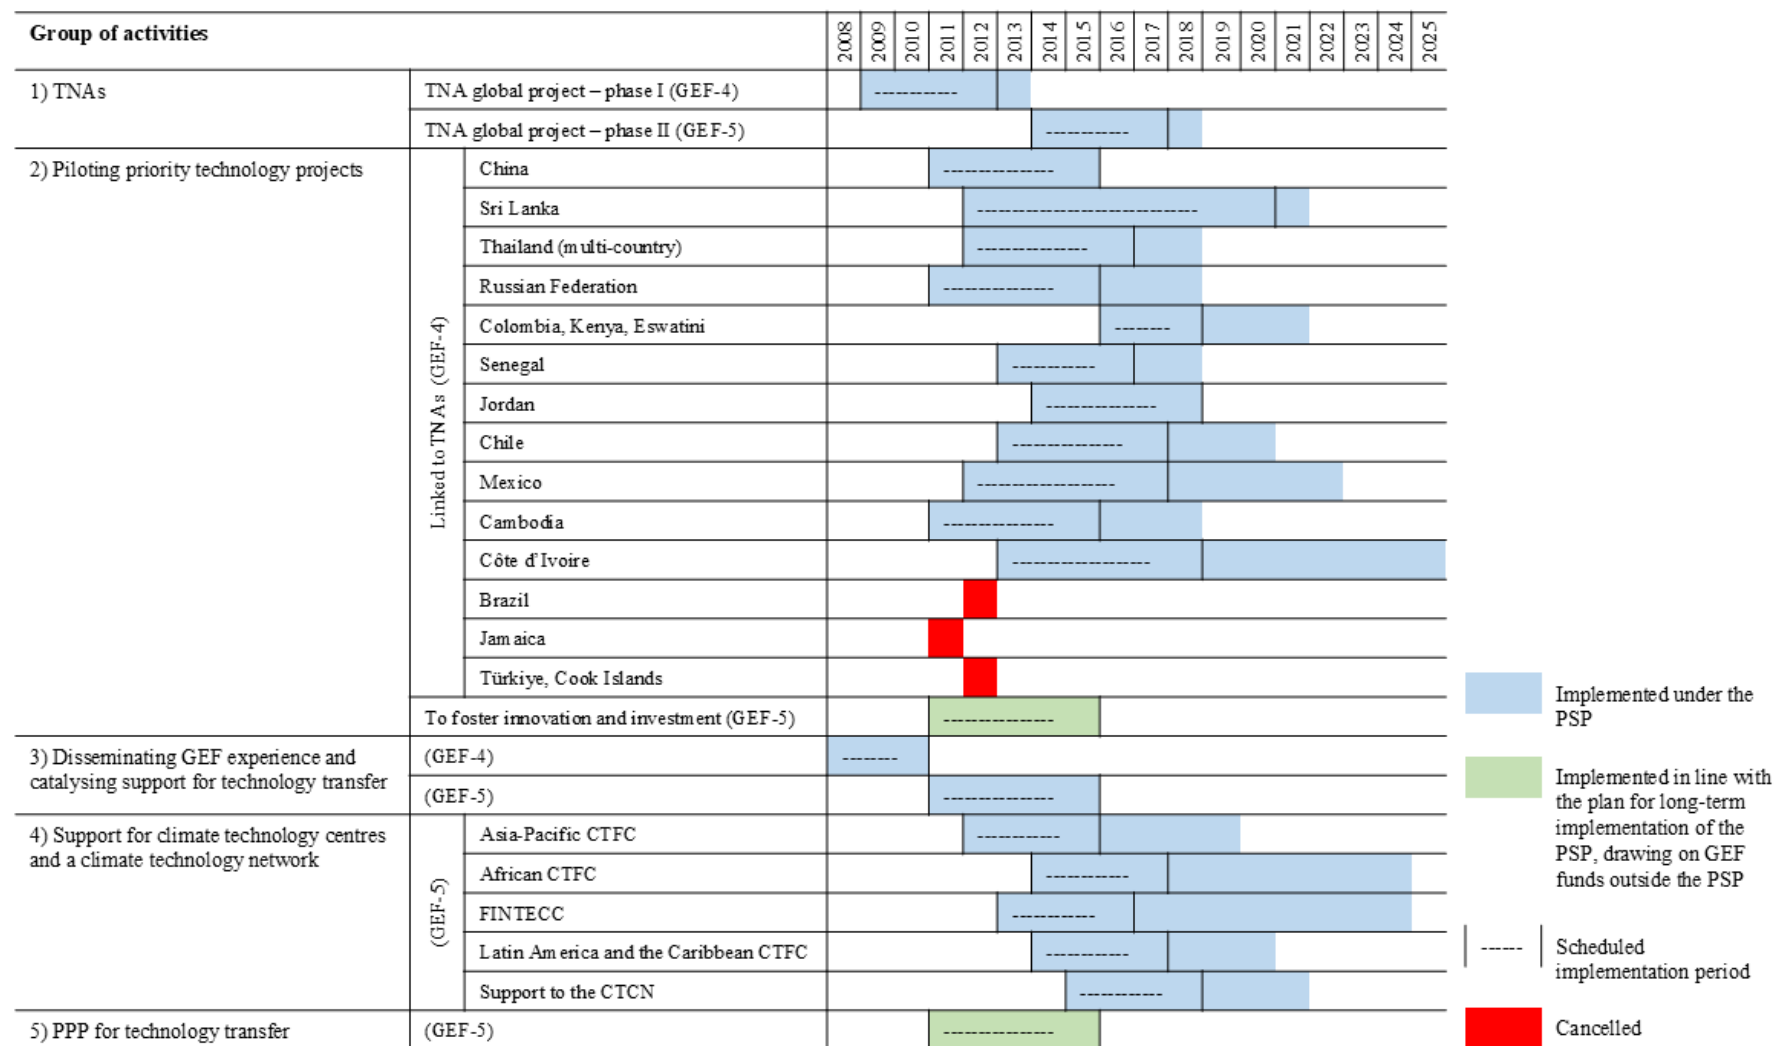 Group of activities
2008 2009 2010 2011 2012 2013 2014 2015 2016 2017 2018 2019 2020 2021 2022 2023 2024 2025
1) TNAs
TNA global project – phase I (GEF-4)
TNA global project – phase II (GEF-5)
2) Piloting priority technology projects
Linked to TNAs (GEF-4)
China
Sri Lanka
Thailand (multi-country)
Russian Federation
Colombia, Kenya, Eswatini
Senegal
Jordan
Chile
Mexico
Cambodia
Côte d’Ivoire
Brazil
Jamaica
Türkiye, Cook Islands
To foster innovation and investment (GEF-5)
3) Disseminating GEF experience and
catalysing support for technology transfer
(GEF-4)
(GEF-5)
4) Support for climate technology centres
and a climate technology network
(GEF-5)
Asia-Pacific CTFC
African CTFC
FINTECC
Latin America and the Caribbean CTFC
Support to the CTCN
5) PPP for technology transfer
(GEF-5)
Implemented under the
PSP
Implemented in line with
the plan for long-term
implementation of the
PSP, drawing on GEF
funds outside the PSP
Scheduled
implementation period
Cancelled